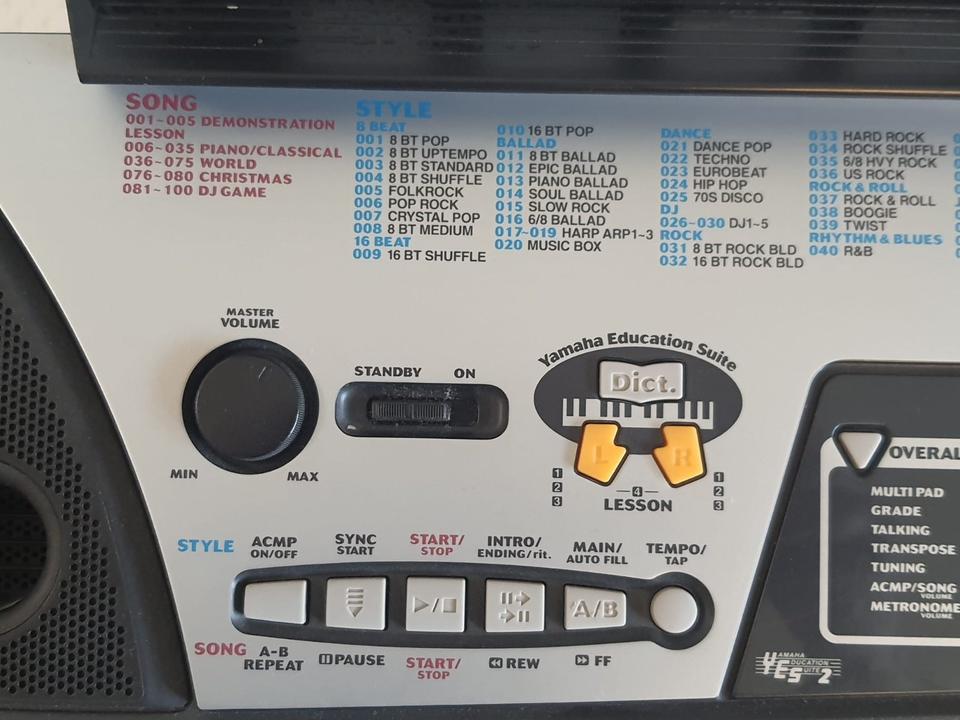 SONG
001~005 DEMONSTRATION
LESSON
006~035 PIANO/CLASSICAL
036~075 WORLD
076~080 CHRISTMAS
081~100 DJ GAME
STYLE
8 BEAT
001 8 BT POP
002 8 BT UPTEMPO
003 8 BT STANDARD
004 8 BT SHUFFLE
005 FOLKROCK
006 POP ROCK
007 CRYSTAL POP
008 8 BT MEDIUM
16 BEAT
009 16 BT SHUFFLE
010 16 BT POP
BALLAD
011 8 BT BALLAD
012 EPIC BALLAD
013 PIANO BALLAD
014 SOUL BALLAD
015 SLOW ROCK
016 6/8 BALLAD
017~019 HARP ARP1~3
020 MUSIC BOX
DANCE
021 DANCE POP
022 TECHNO
023 EUROBEAT
024 HIP HOP
025 70S DISCO
DJ
026~030 DJ1~5
ROCK
031 8 BT ROCK BLD
032 16 BT ROCK BLD
033 HARD ROCK
034 ROCK SHUFFLE
035 6/8 HVY ROCK
036 US ROCK
ROCK & ROLL
037 ROCK & ROLL
038 BOOGIE
039 TWIST
RHYTHM & BLUES
040 R&B
MASTER
VOLUME
MIN MAX
STANDBY ON
Yamaha Education Suite
Dict.
L R
1 1
2 2
3 3
4
LESSON
OVERAL
MULTI PAD
GRADE
TALKING
TRANSPOSE
TUNING
ACMP/SONG
VOLUME
METRONOME
VOLUME
YAMAHA
EDUCATION
SUITE 2
STYLE
ACMP
ON/OFF
SYNC
START
START/
STOP
INTRO/
ENDING/rit.
MAIN/
AUTO FILL
TEMPO/
TAP
A/B
SONG
A-B
REPEAT
PAUSE
START/
STOP
REW
FF